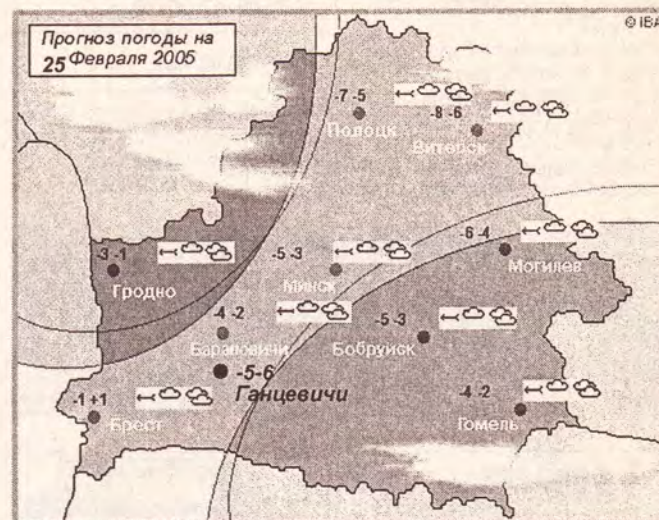 Прогноз погоды на
25 Февраля 2005
© IBA
-7 -5
Полоцк
-8 -6
Витебск
-3 -1
Гродно
-5 -3
Минск
-6 -4
Могилев
-4 -2
Барановичи
-5 -3
Бобруйск
-5-6
Ганцевичи
-1 +1
Брест
-4 -2
Гомель